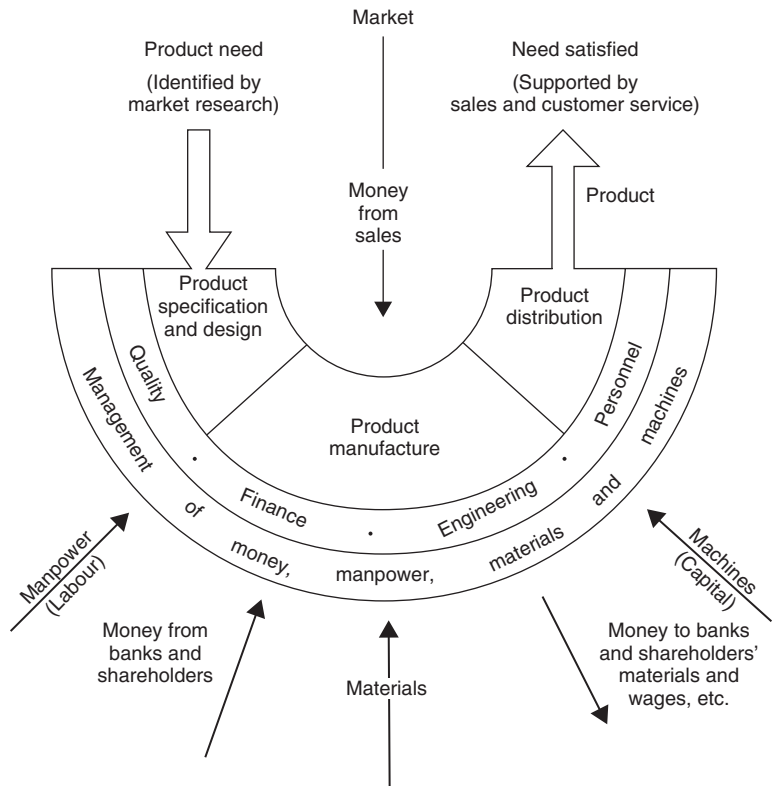 Market
Product need
(Identified by
market research)
Need satisfied
(Supported by
sales and customer service)
Money
from
sales
Product
Product
specification
and design
Product
distribution
Product
manufacture
Quality · Finance · Engineering · Personnel
Management of money, manpower, materials and machines
Manpower
(Labour)
Money from
banks and
shareholders
Materials
Money to banks
and shareholders’
materials and
wages, etc.
Machines
(Capital)